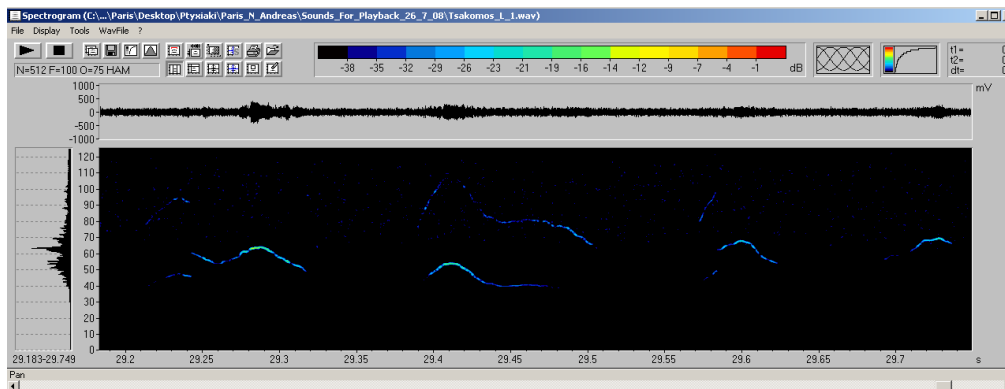 Spectrogram (C:\...\Paris\Desktop\Ptyxiaki\Paris_N_Andreas\Sounds_For_Playback_26_7_08\Tsakomos_L_1.wav)
File Display Tools WavFile ?
N=512 F=100 O=75 HAM
-38 -35 -32 -29 -26 -23 -21 -19 -16 -14 -12 -9 -7 -4 -1 dB
t1=
t2=
dt=
1000
500
0
-500
-1000
mV
120
110
100
90
80
70
60
50
40
30
20
10
0
29.183-29.749 29.2 29.25 29.3 29.35 29.4 29.45 29.5 29.55 29.6 29.65 29.7 s
Pan